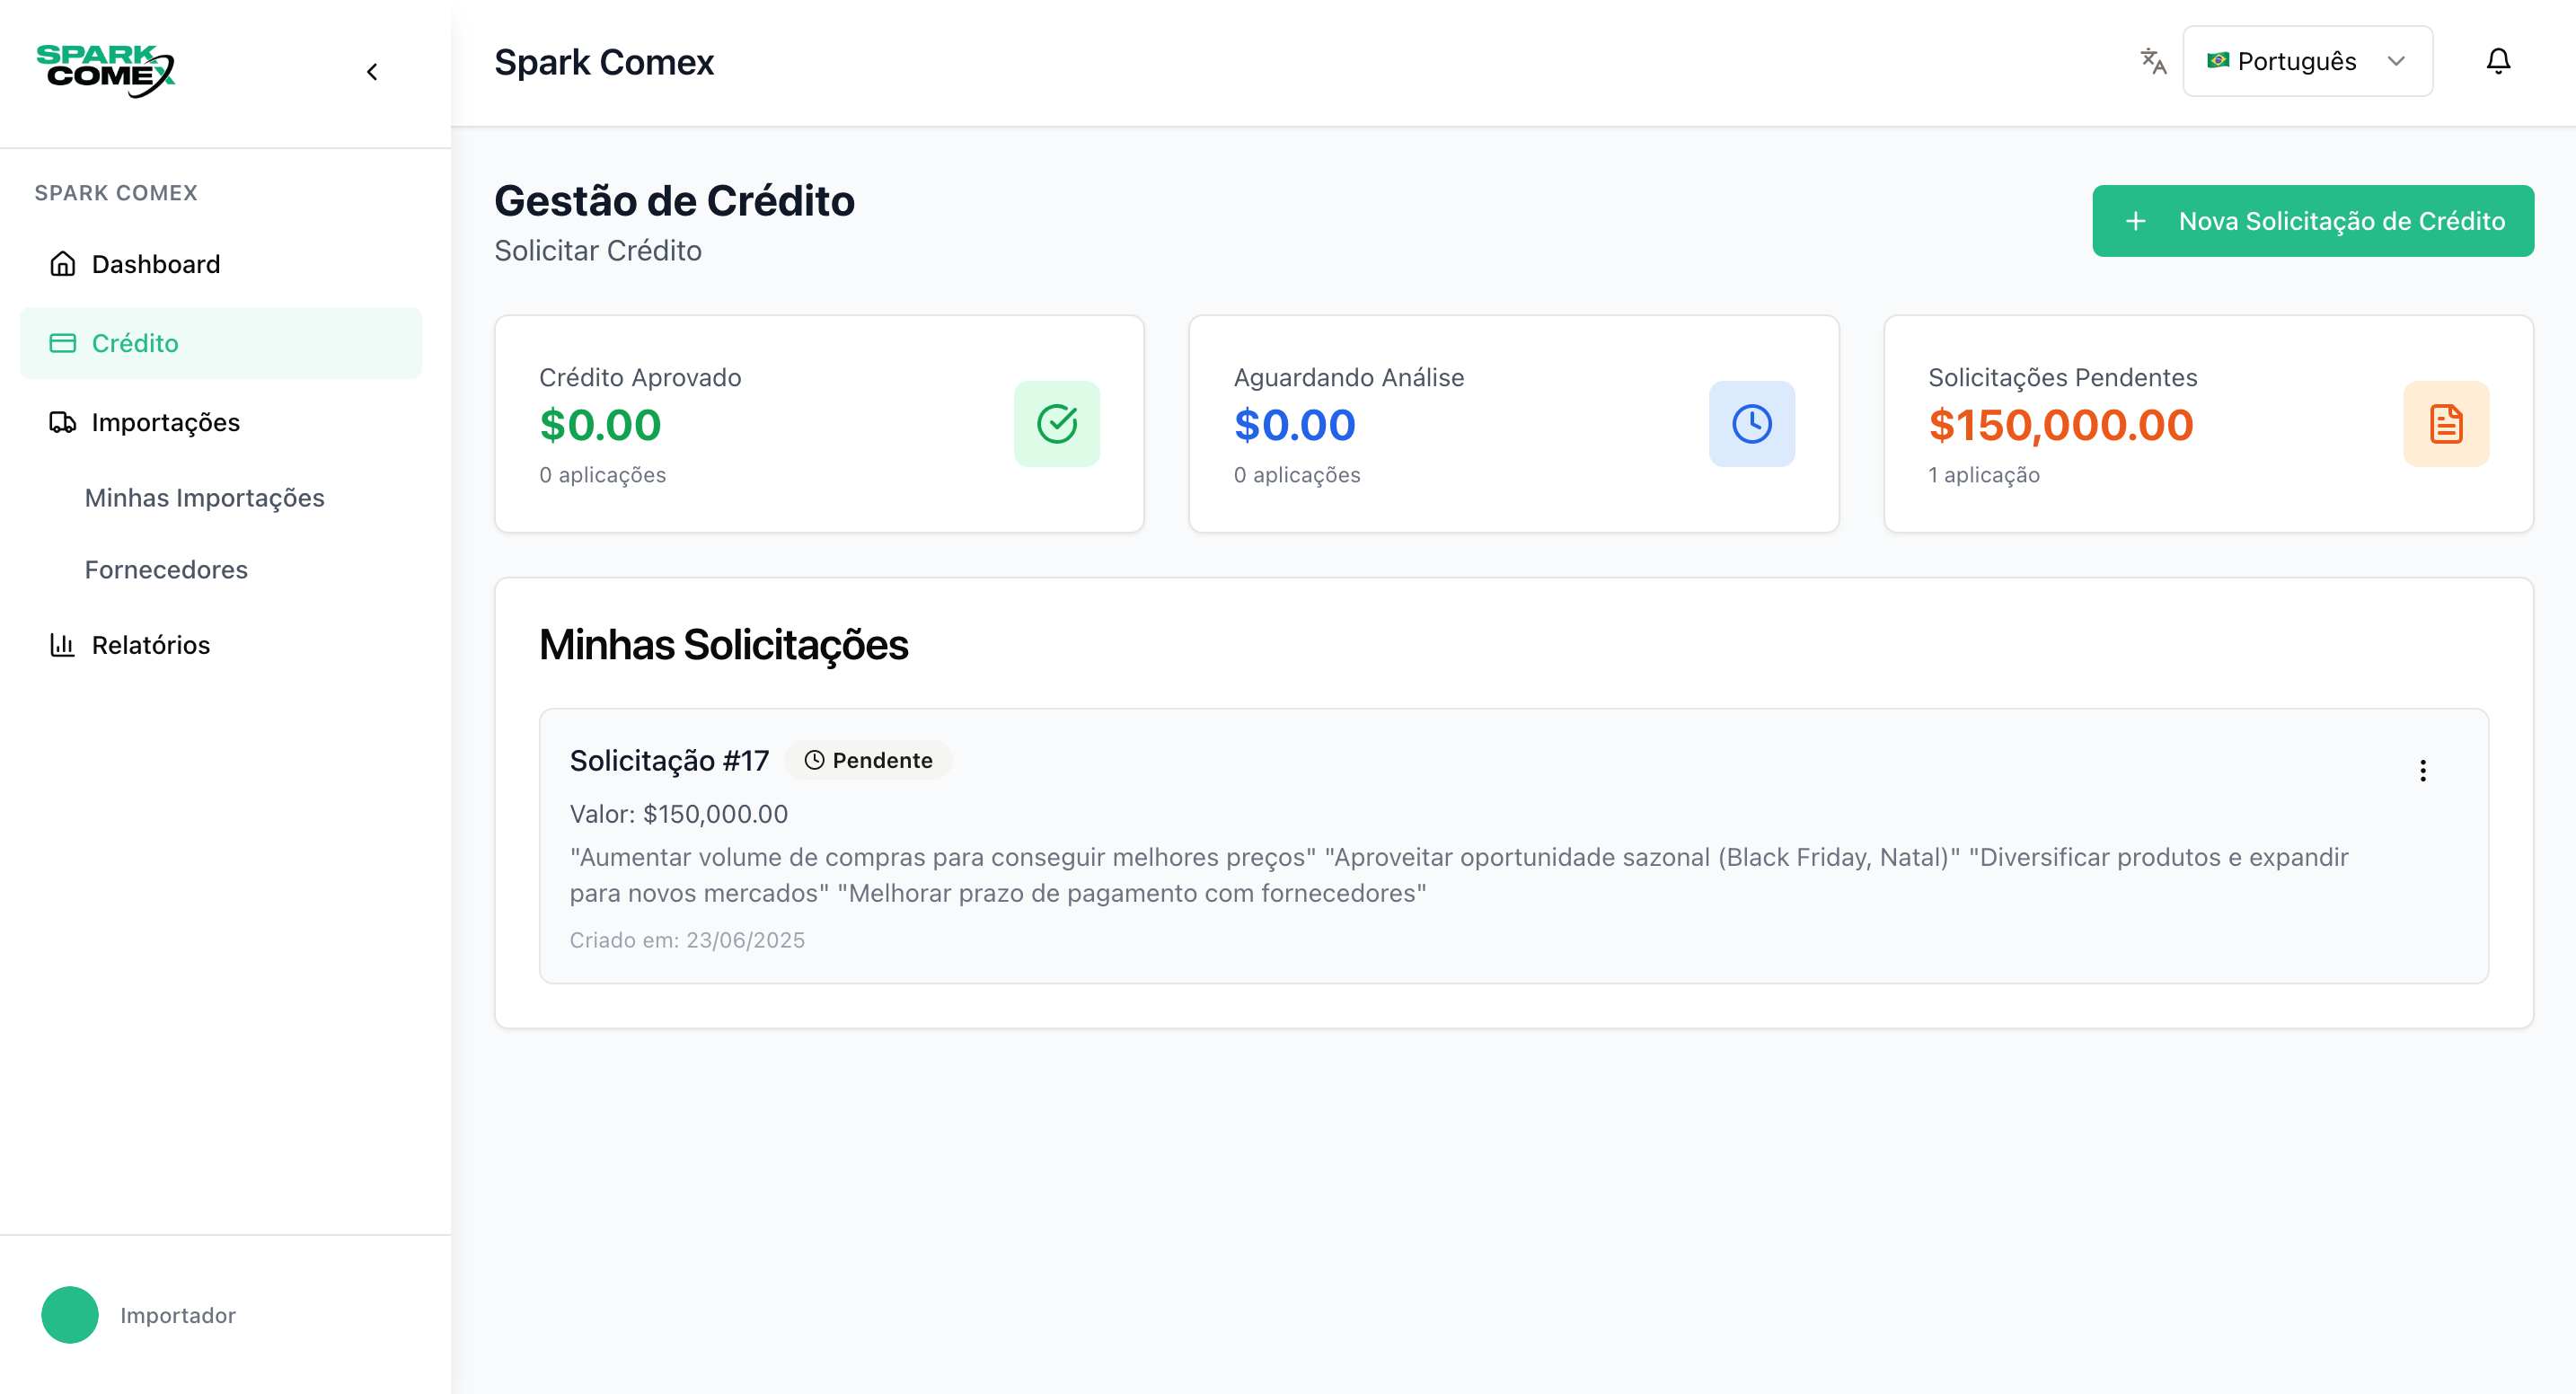 SPARK
COMEX
Spark Comex
Português
SPARK COMEX
Dashboard
Crédito
Importações
Minhas Importações
Fornecedores
Relatórios
Importador
Gestão de Crédito
Solicitar Crédito
Nova Solicitação de Crédito
Crédito Aprovado
$0.00
0 aplicações
Aguardando Análise
$0.00
0 aplicações
Solicitações Pendentes
$150,000.00
1 aplicação
Minhas Solicitações
Solicitação #17 Pendente
Valor: $150,000.00
"Aumentar volume de compras para conseguir melhores preços" "Aproveitar oportunidade sazonal (Black Friday, Natal)" "Diversificar produtos e expandir
para novos mercados" "Melhorar prazo de pagamento com fornecedores"
Criado em: 23/06/2025